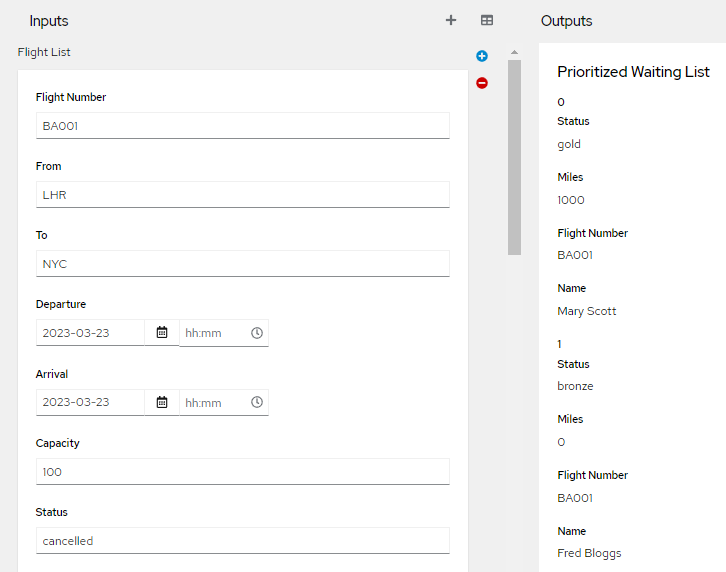 Inputs
Flight List
Flight Number
BA001
From
LHR
To
NYC
Departure
2023-03-23 hh:mm
Arrival
2023-03-23 hh:mm
Capacity
100
Status
cancelled
Outputs
Prioritized Waiting List
0
Status
gold
Miles
1000
Flight Number
BA001
Name
Mary Scott
1
Status
bronze
Miles
0
Flight Number
BA001
Name
Fred Bloggs